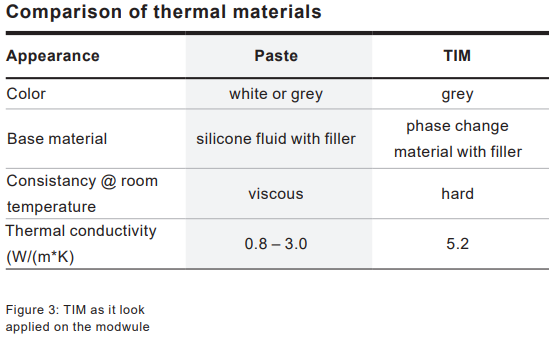 Comparison of thermal materials
Appearance Paste TIM
Color white or grey grey
Base material silicone fluid with filler phase change
material with filler
Consistancy @ room
temperature viscous hard
Thermal conductivity
(W/(m*K) 0.8 – 3.0 5.2
Figure 3: TIM as it look
applied on the modwule